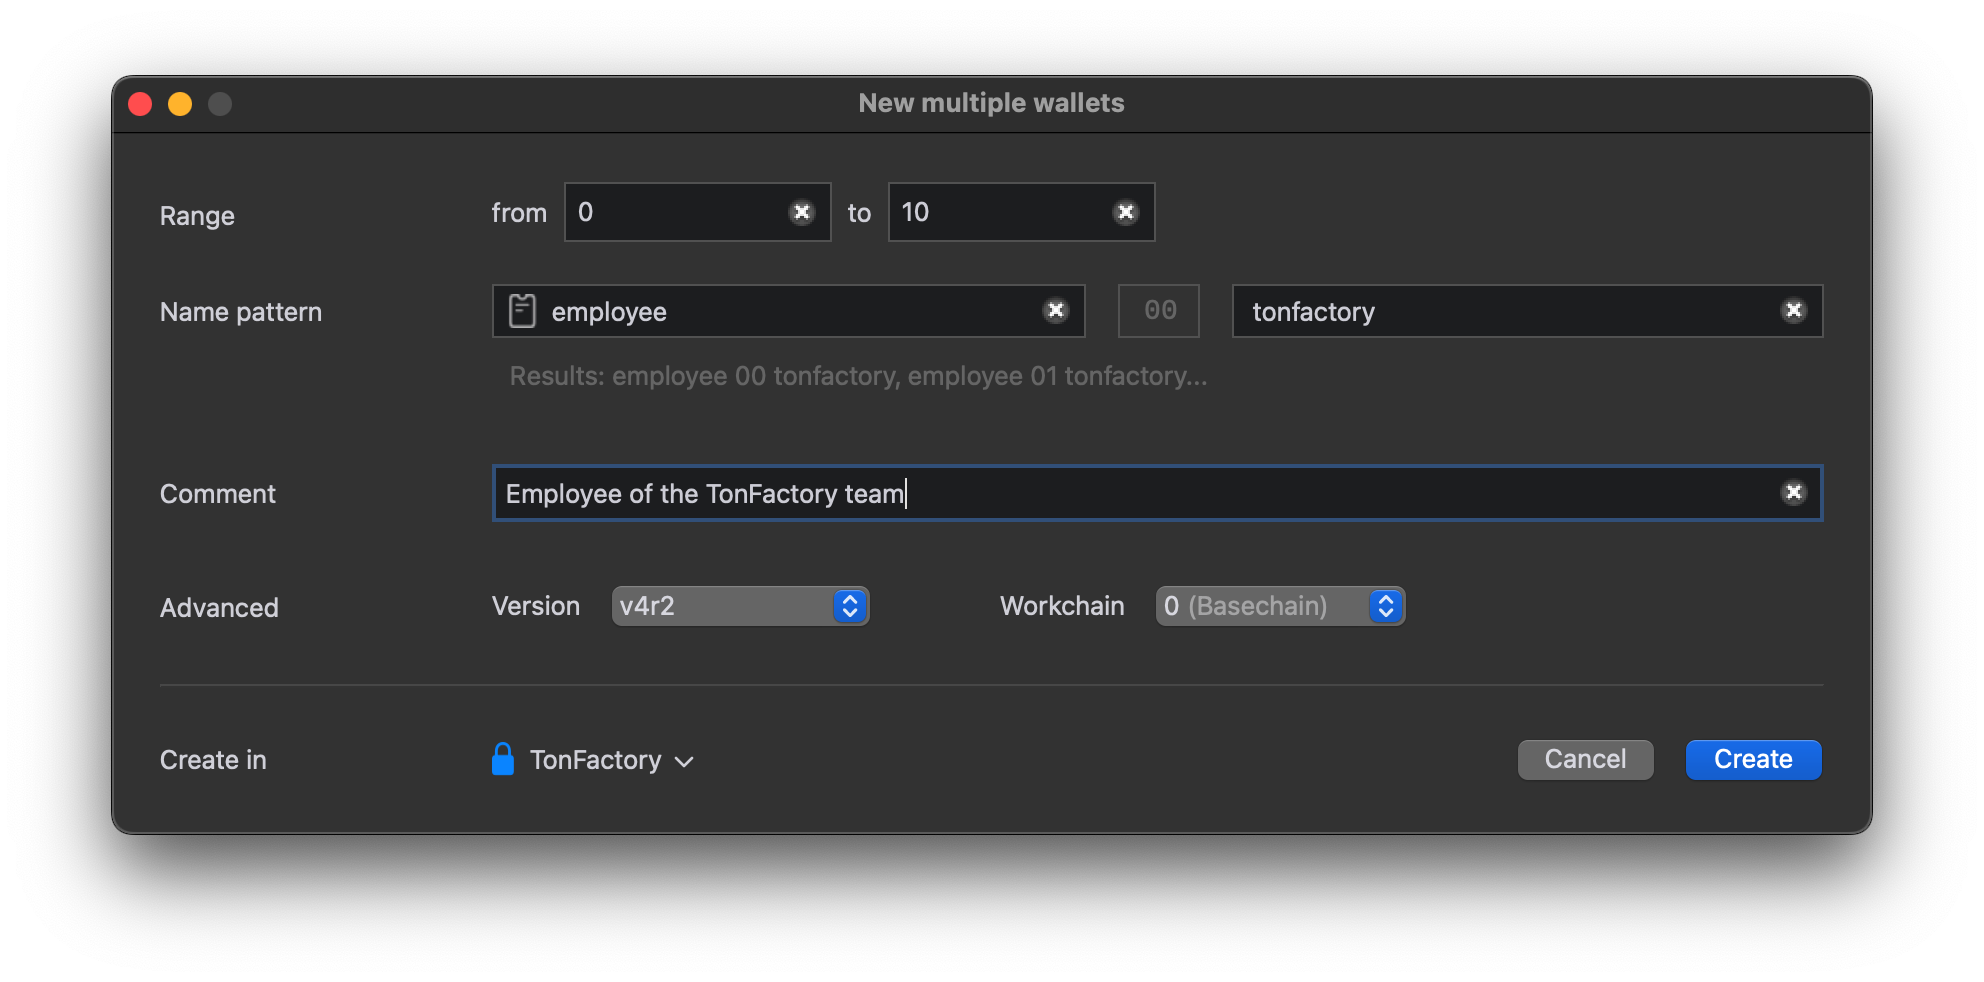 New multiple wallets
Range from 0 to 10
Name pattern employee 00 tonfactory
Results: employee 00 tonfactory, employee 01 tonfactory...
Comment Employee of the TonFactory team
Advanced Version v4r2 Workchain 0 (Basechain)
Create in TonFactory Cancel Create